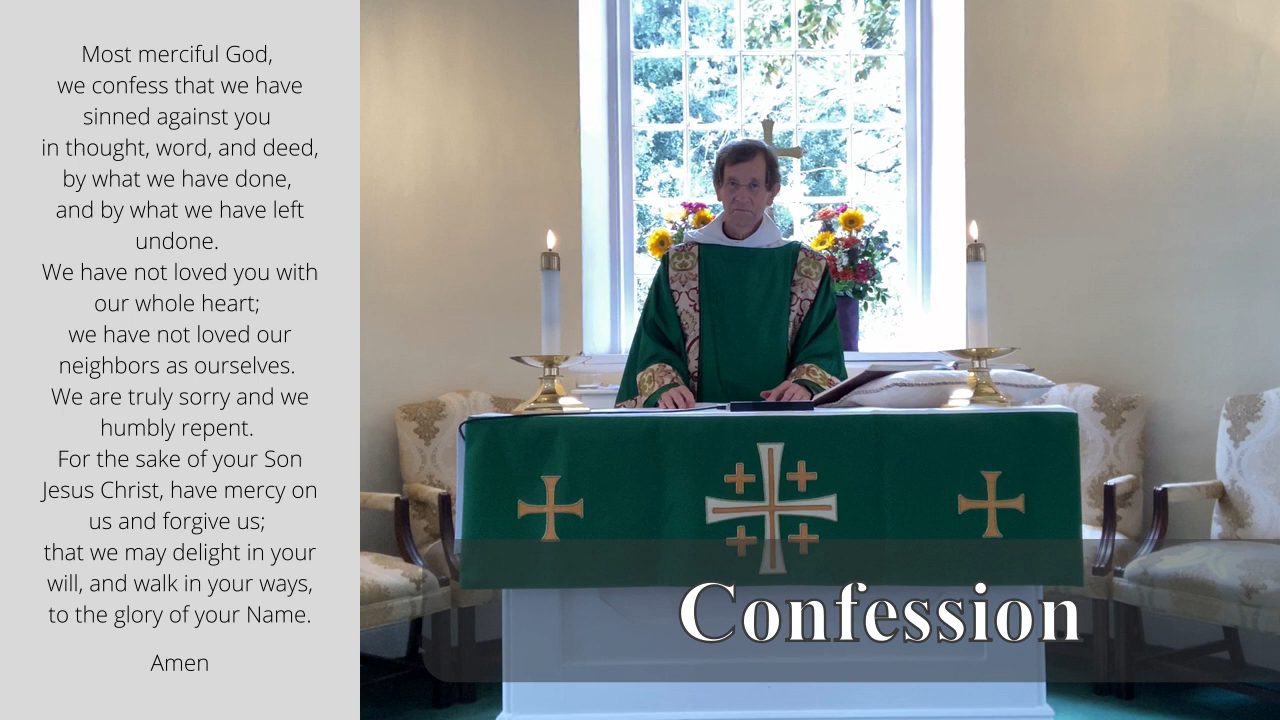 Most merciful God,
we confess that we have
sinned against you
in thought, word, and deed,
by what we have done,
and by what we have left
undone.
We have not loved you with
our whole heart;
we have not loved our
neighbors as ourselves.
We are truly sorry and we
humbly repent.
For the sake of your Son
Jesus Christ, have mercy on
us and forgive us;
that we may delight in your
will, and walk in your ways,
to the glory of your Name.
Amen
Confession